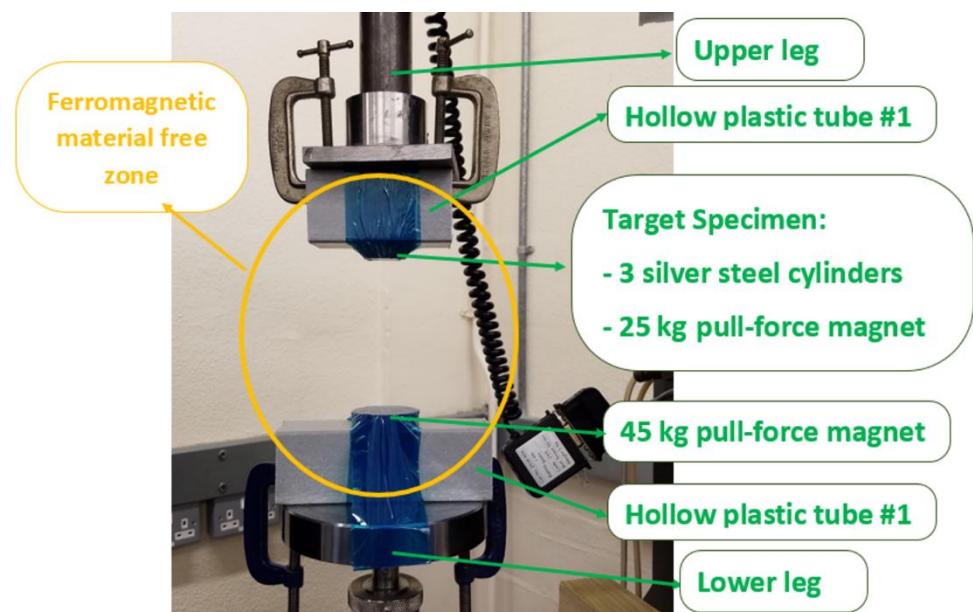 Upper leg
Ferromagnetic
material free
zone
Hollow plastic tube #1
Target Specimen:
- 3 silver steel cylinders
- 25 kg pull-force magnet
45 kg pull-force magnet
Hollow plastic tube #1
Lower leg